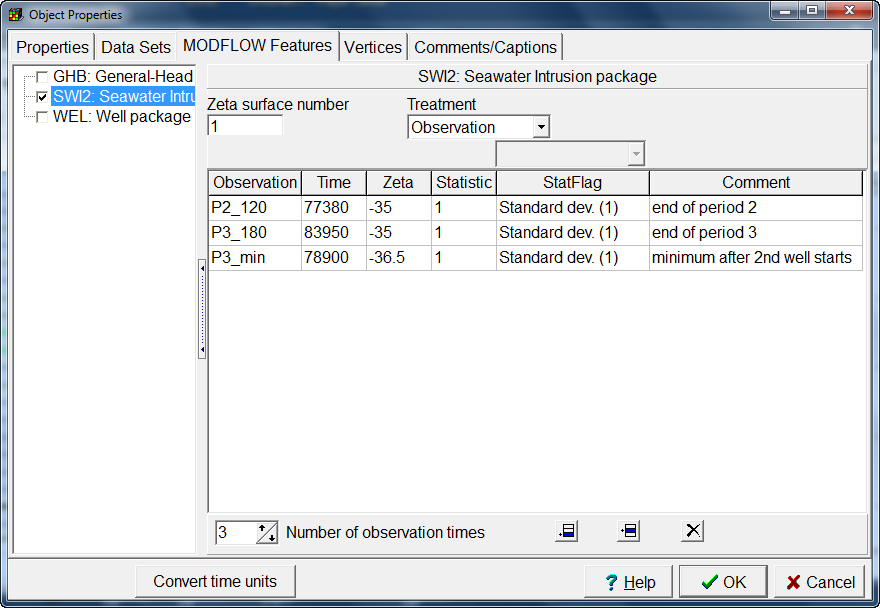 Object Properties
Properties Data Sets MODFLOW Features Vertices Comments/Captions
GHB: General-Head
SWI2: Seawater Intru
WEL: Well package
SWI2: Seawater Intrusion package
Zeta surface number Treatment
1 Observation
Observation Time Zeta Statistic StatFlag Comment
P2_120 77380 -35 1 Standard dev. (1) end of period 2
P3_180 83950 -35 1 Standard dev. (1) end of period 3
P3_min 78900 -36.5 1 Standard dev. (1) minimum after 2nd well starts
3 Number of observation times
Convert time units ? Help OK Cancel